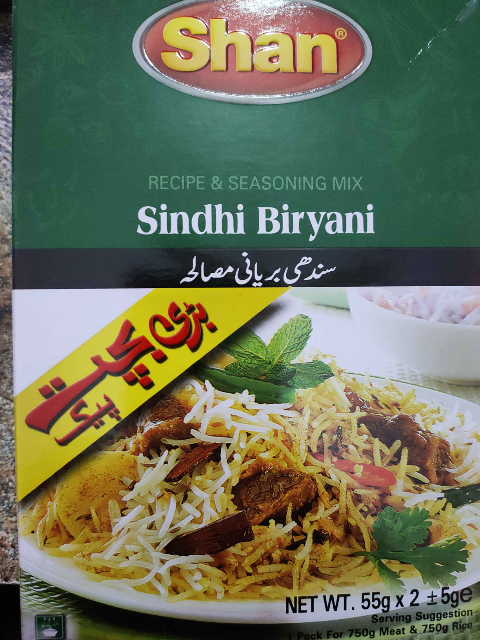 Shan®
RECIPE & SEASONING MIX
Sindhi Biryani
سندھی بریانی مصالحہ
بڑی بچت
NET WT. 55g x 2 ± 5g e
Serving Suggestion
1 Pack For 750g Meat & 750g Rice